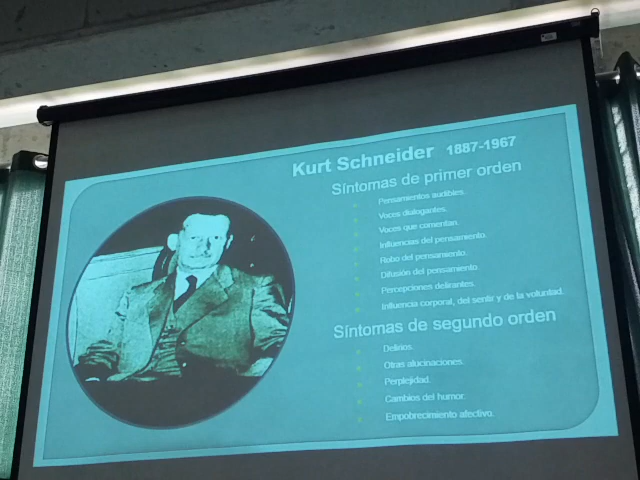 Kurt Schneider 1887-1967
Síntomas de primer orden
Pensamientos audibles.
Voces dialogantes.
Voces que comentan.
Influencias del pensamiento.
Robo del pensamiento.
Difusión del pensamiento.
Percepciones delirantes.
Influencia corporal, del sentir y de la voluntad.
Síntomas de segundo orden
Delirios.
Otras alucinaciones.
Perplejidad.
Cambios del humor.
Empobrecimiento afectivo.